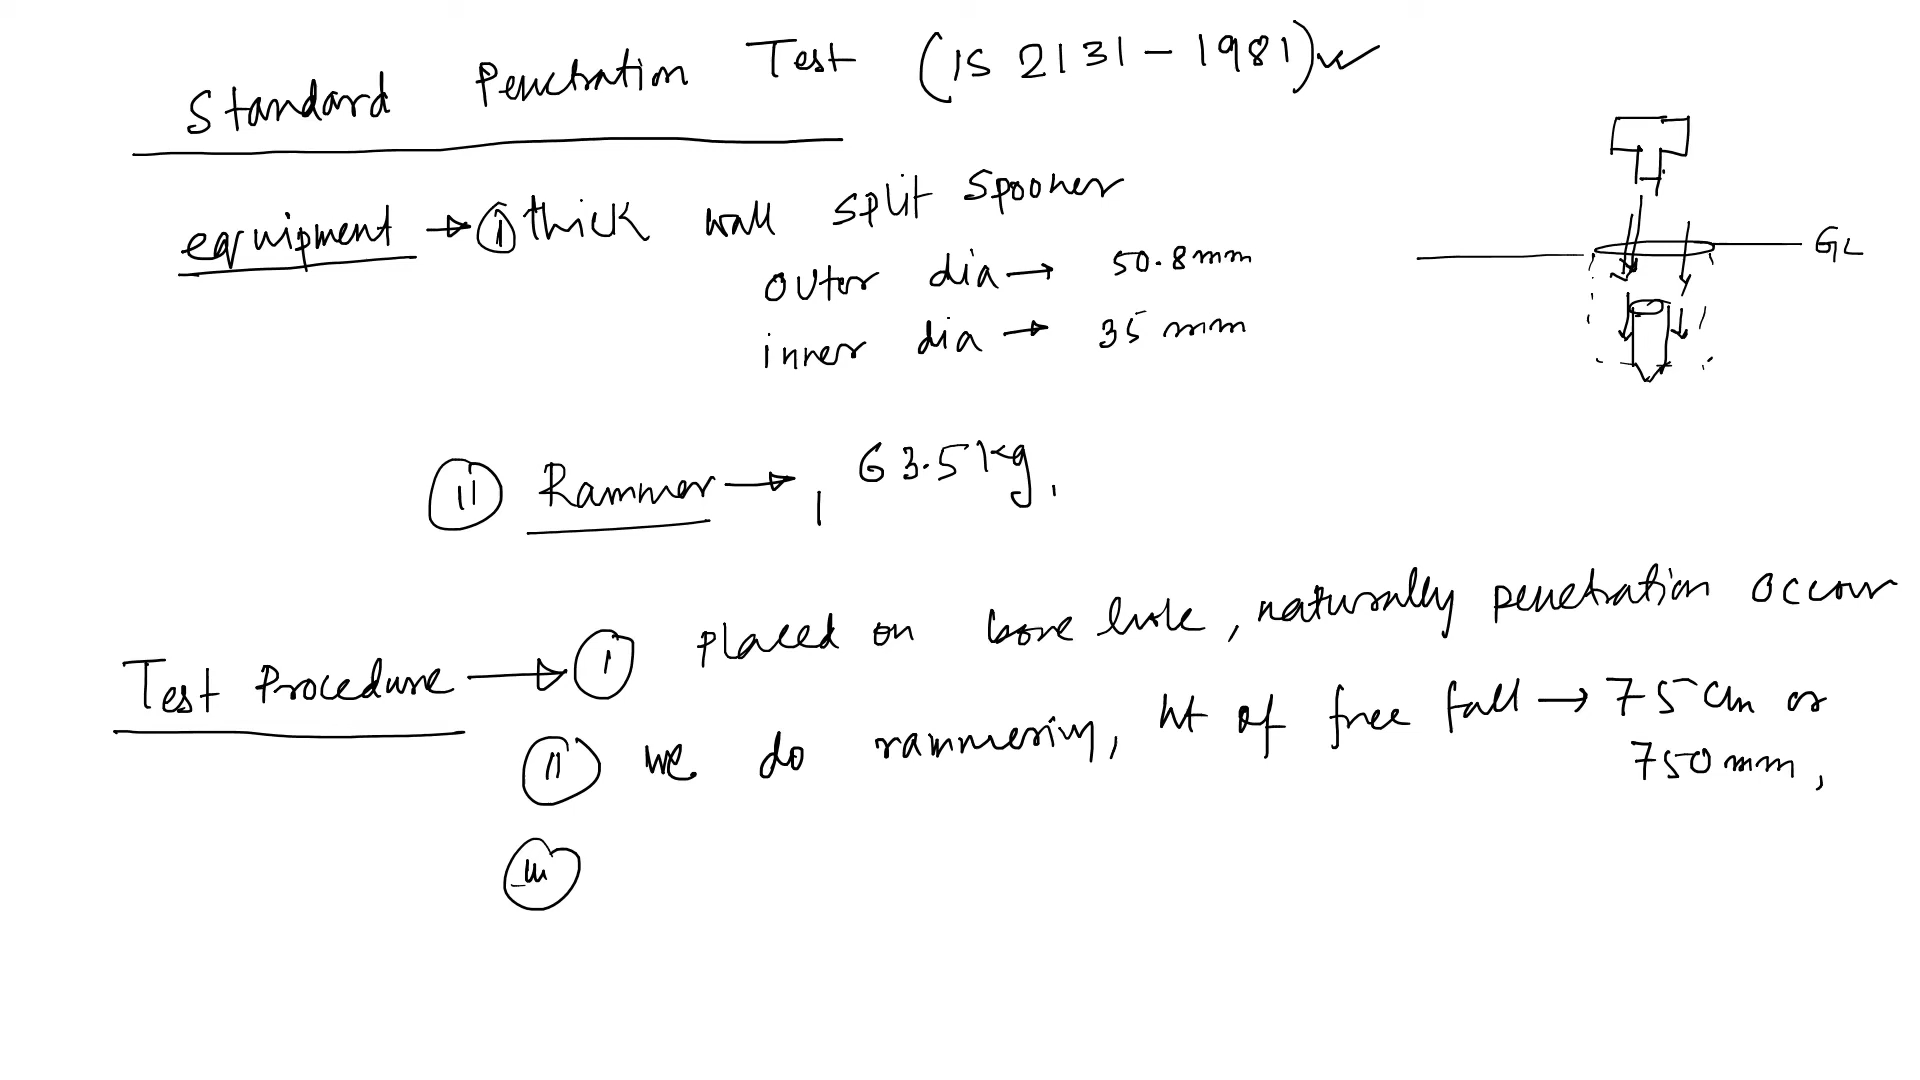 Standard Penetration Test (IS 2131-1981)
equipment → (i) thick wall split spooner
outer dia → 50.8mm
inner dia → 35 mm
GL
(ii) Rammer → 63.5kg,
Test Procedure → (i) placed on bore hole, naturally penetration occur
(ii) we do rammering, ht of free fall → 75cm or
750mm,
(iii)